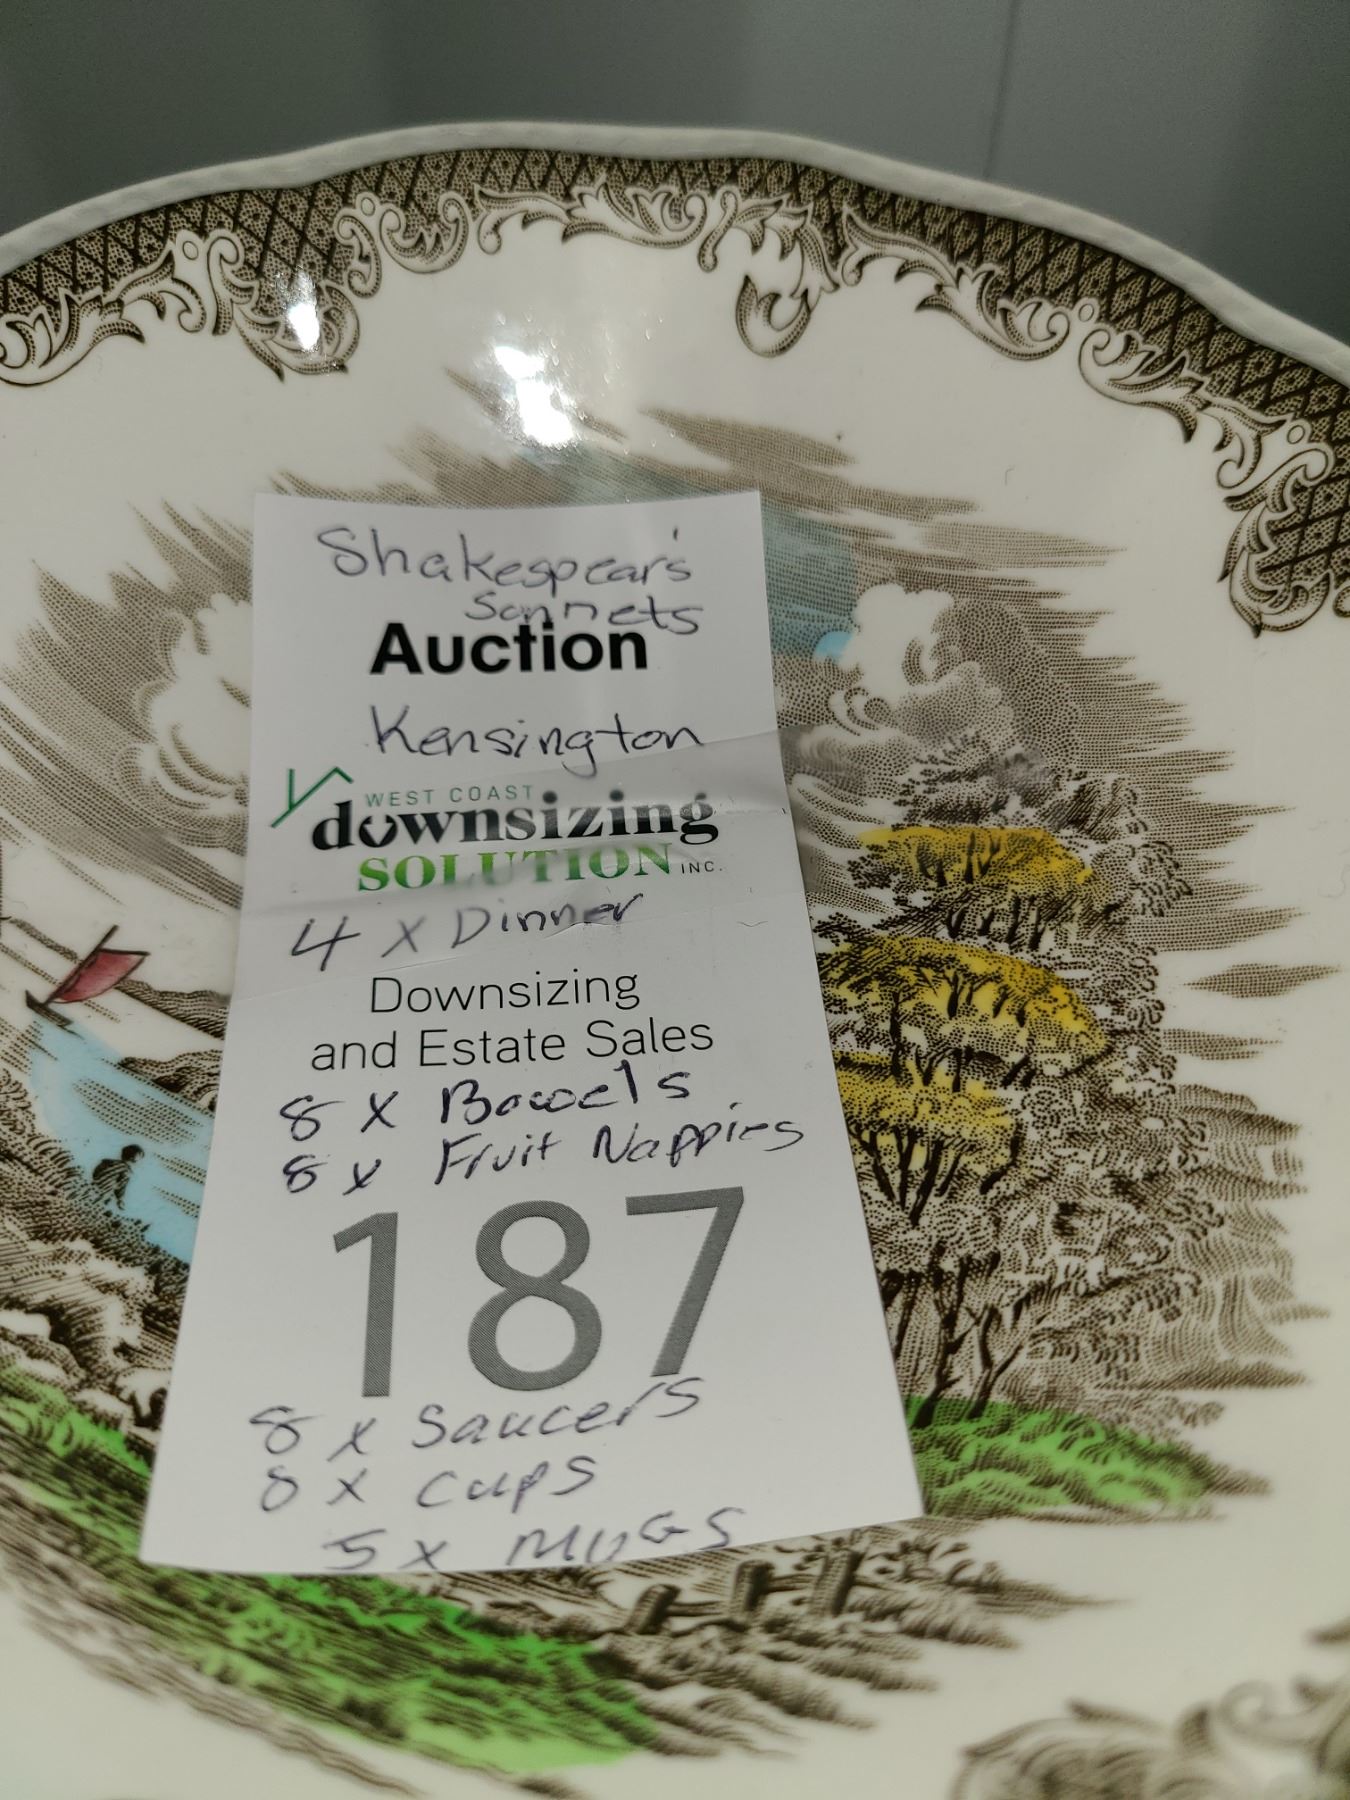 Shakespear's
Sonnets
Auction
Kensington
WEST COAST
downsizing
SOLUTION INC.
4 x Dinner
Downsizing
and Estate Sales
8 x Bowels
8 x Fruit Nappies
187
8 x Saucers
8 x Cups
5 x MUGS